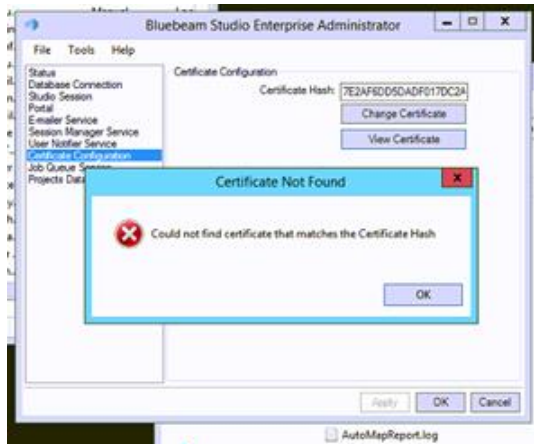 Manual
Log
Bluebeam Studio Enterprise Administrator
File Tools Help
Status
Database Connection
Studio Session
Portal
E-mailer Service
Session Manager Service
User Notifier Service
Certificate Configuration
Job Queue Service
Projects Data
Certificate Configuration
Certificate Hash:
Change Certificate
View Certificate
Certificate Not Found
Could not find certificate that matches the Certificate Hash
OK
Apply OK Cancel
AutoMapReport.log